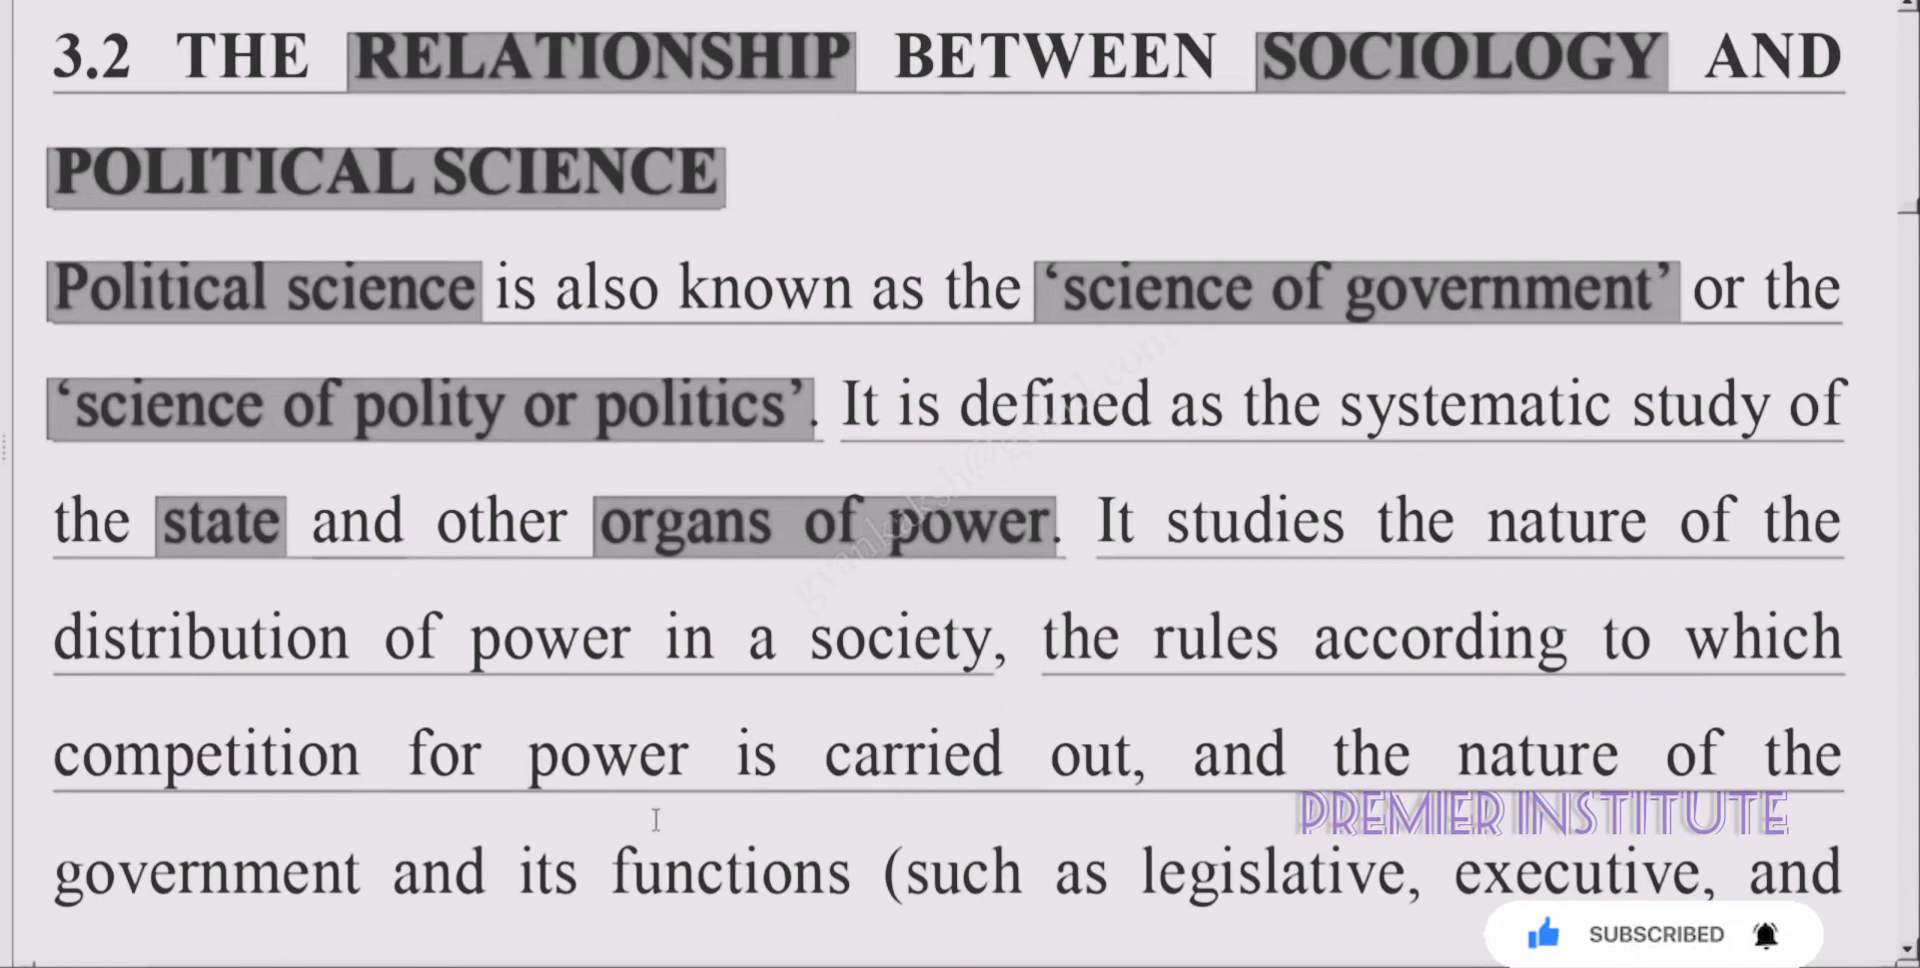 3.2 THE RELATIONSHIP BETWEEN SOCIOLOGY AND
POLITICAL SCIENCE
Political science is also known as the ‘science of government’ or the
‘science of polity or politics’. It is defined as the systematic study of
the state and other organs of power. It studies the nature of the
distribution of power in a society, the rules according to which
competition for power is carried out, and the nature of the
PREMIER INSTITUTE
government and its functions (such as legislative, executive, and
SUBSCRIBED